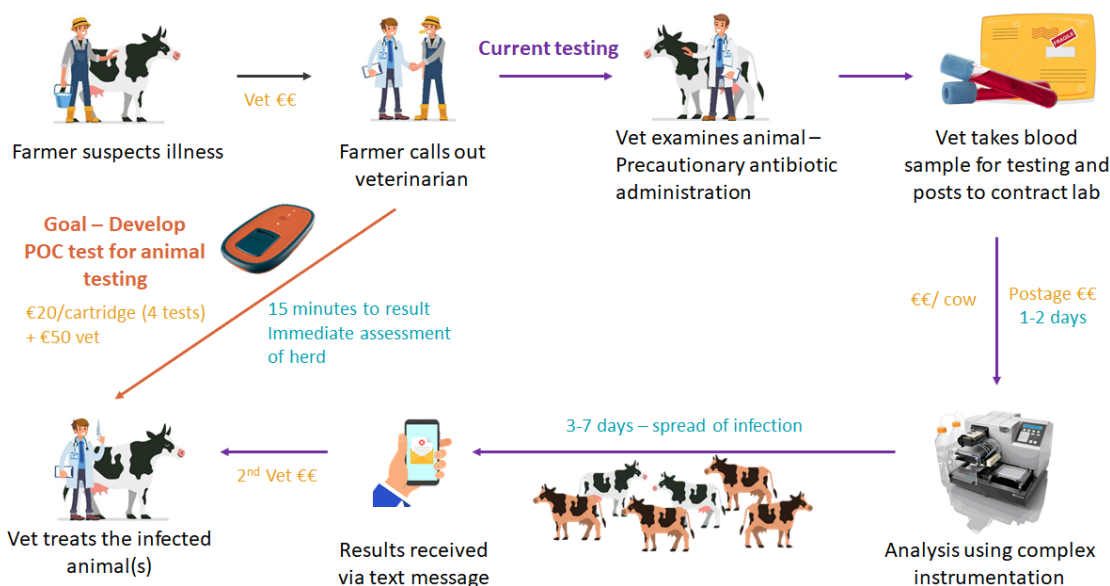 Current testing
Vet €€
FRAGILE
Farmer suspects illness
Farmer calls out
veterinarian
Vet examines animal –
Precautionary antibiotic
administration
Vet takes blood
sample for testing and
posts to contract lab
Goal – Develop
POC test for animal
testing
€20/cartridge (4 tests)
+ €50 vet
15 minutes to result
Immediate assessment
of herd
€€/ cow
Postage €€
1-2 days
3-7 days – spread of infection
2nd Vet €€
Vet treats the infected
animal(s)
Results received
via text message
Analysis using complex
instrumentation